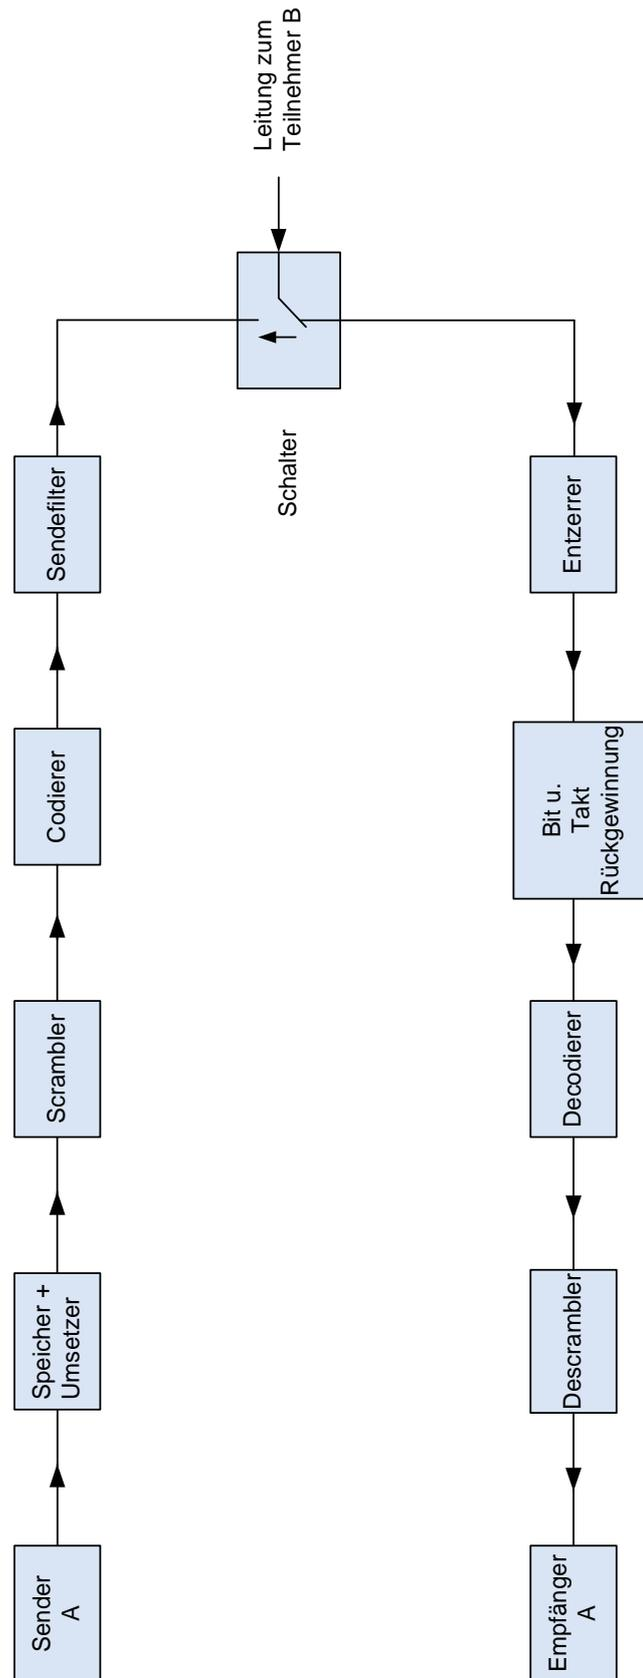 Sender
A
Speicher +
Umsetzer
Scrambler
Codierer
Sendefilter
Schalter
Leitung zum
Teilnehmer B
Empfänger
A
Descrambler
Decodierer
Bit u.
Takt
Rückgewinnung
Entzerrer